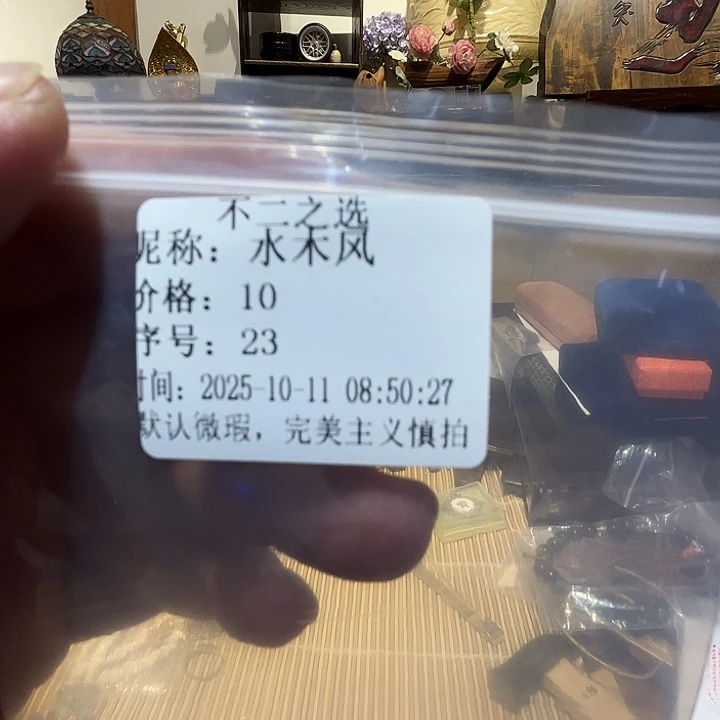 不二之选
昵称：水木风
价格：10
序号：23
时间：2025-10-11 08:50:27
默认微瑕，完美主义慎拍